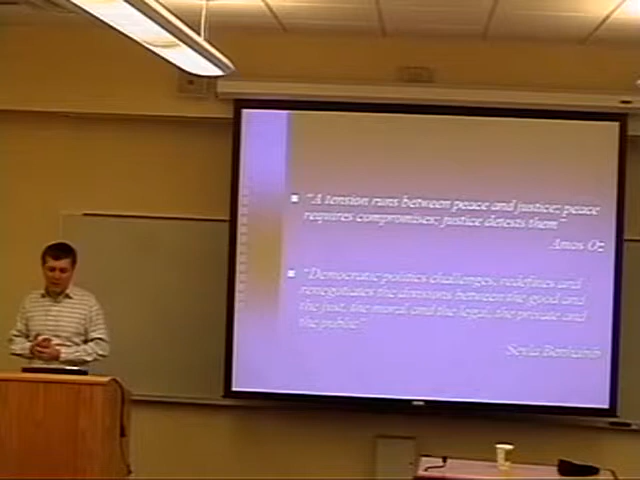 "A tension runs between peace and justice; peace
requires compromises; justice detests them"
Amos Oz
"Democratic politics challenges, redefines and
renegotiates the divisions between the good and
the just, the moral and the legal, the private and
the public"
Seyla Benhabib